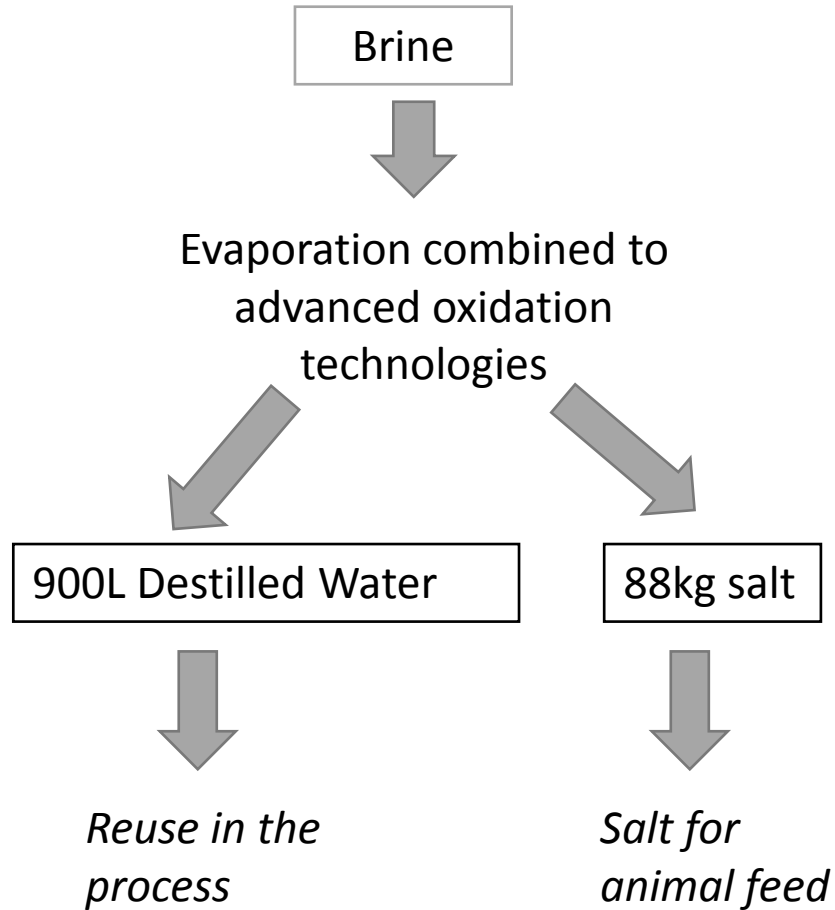 Brine
Evaporation combined to
advanced oxidation
technologies
900L Destilled Water
88kg salt
Reuse in the
process
Salt for
animal feed